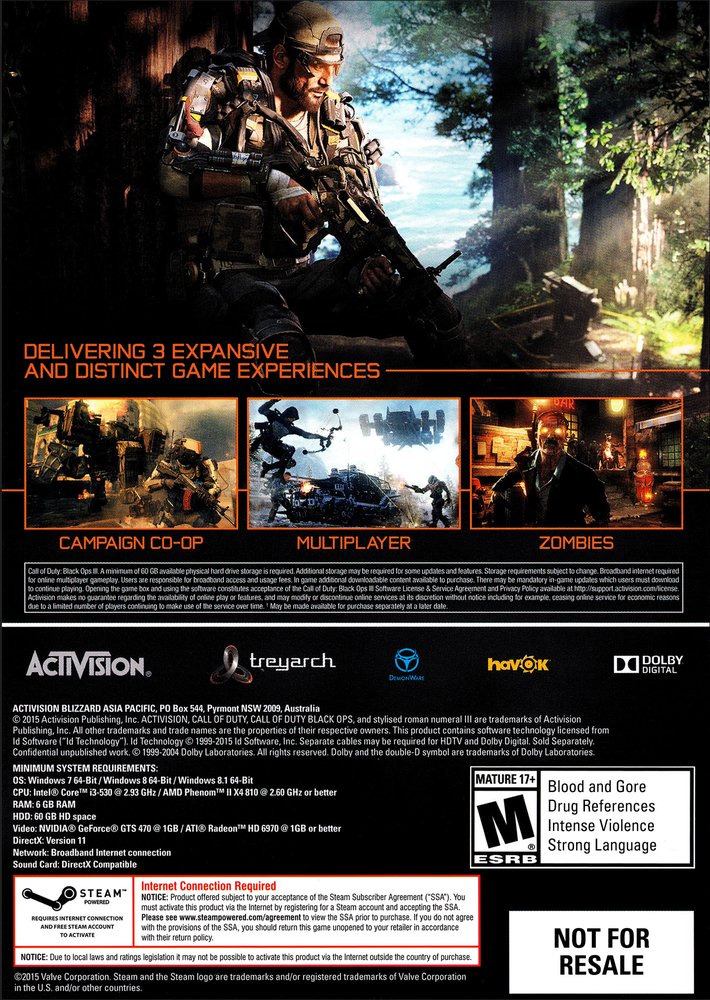 DELIVERING 3 EXPANSIVE
AND DISTINCT GAME EXPERIENCES
BAR
CAMPAIGN CO-OP
MULTIPLAYER
ZOMBIES
Call of Duty: Black Ops III. A minimum of 60 GB available physical hard drive storage is required. Additional storage may be required for some updates and features. Storage requirements subject to change. Broadband internet required
for online multiplayer gameplay. Users are responsible for broadband access and usage fees. In game additional downloadable content available to purchase. There may be mandatory in-game updates which users must download
to continue playing. Opening the game box and using the software constitutes acceptance of the Call of Duty: Black Ops III Software License & Service Agreement and Privacy Policy available at http://support.activision.com/license.
Activision makes no guarantee regarding the availability of online play or features, and may modify or discontinue online services at its discretion without notice including for example, ceasing online service for economic reasons
due to a limited number of players continuing to make use of the service over time. ¹ May be made available for purchase separately at a later date.
ACTIVISION®
treyarch
DEMONWARE
havok
DOLBY
DIGITAL
ACTIVISION BLIZZARD ASIA PACIFIC, PO Box 544, Pyrmont NSW 2009, Australia
© 2015 Activision Publishing, Inc. ACTIVISION, CALL OF DUTY, CALL OF DUTY BLACK OPS, and stylised roman numeral III are trademarks of Activision
Publishing, Inc. All other trademarks and trade names are the properties of their respective owners. This product contains software technology licensed from
Id Software ("Id Technology"). Id Technology © 1999-2015 Id Software, Inc. Separate cables may be required for HDTV and Dolby Digital. Sold Separately.
Confidential unpublished work. © 1999-2004 Dolby Laboratories. All rights reserved. Dolby and the double-D symbol are trademarks of Dolby Laboratories.
MINIMUM SYSTEM REQUIREMENTS:
OS: Windows 7 64-Bit / Windows 8 64-Bit / Windows 8.1 64-Bit
CPU: Intel® Core™ i3-530 @ 2.93 GHz / AMD Phenom™ II X4 810 @ 2.60 GHz or better
RAM: 6 GB RAM
HDD: 60 GB HD space
Video: NVIDIA® GeForce® GTS 470 @ 1GB / ATI® Radeon™ HD 6970 @ 1GB or better
DirectX: Version 11
Network: Broadband Internet connection
Sound Card: DirectX Compatible
MATURE 17+
M
®
ESRB
Blood and Gore
Drug References
Intense Violence
Strong Language
STEAM™
POWERED
REQUIRES INTERNET CONNECTION
AND FREE STEAM ACCOUNT
TO ACTIVATE
Internet Connection Required
NOTICE: Product offered subject to your acceptance of the Steam Subscriber Agreement ("SSA"). You
must activate this product via the Internet by registering for a Steam account and accepting the SSA.
Please see www.steampowered.com/agreement to view the SSA prior to purchase. If you do not agree
with the provisions of the SSA, you should return this game unopened to your retailer in accordance
with their return policy.
NOTICE: Due to local laws and ratings legislation it may not be possible to activate this product via the Internet outside the country of purchase.
©2015 Valve Corporation. Steam and the Steam logo are trademarks and/or registered trademarks of Valve Corporation
in the U.S. and/or other countries.
NOT FOR
RESALE